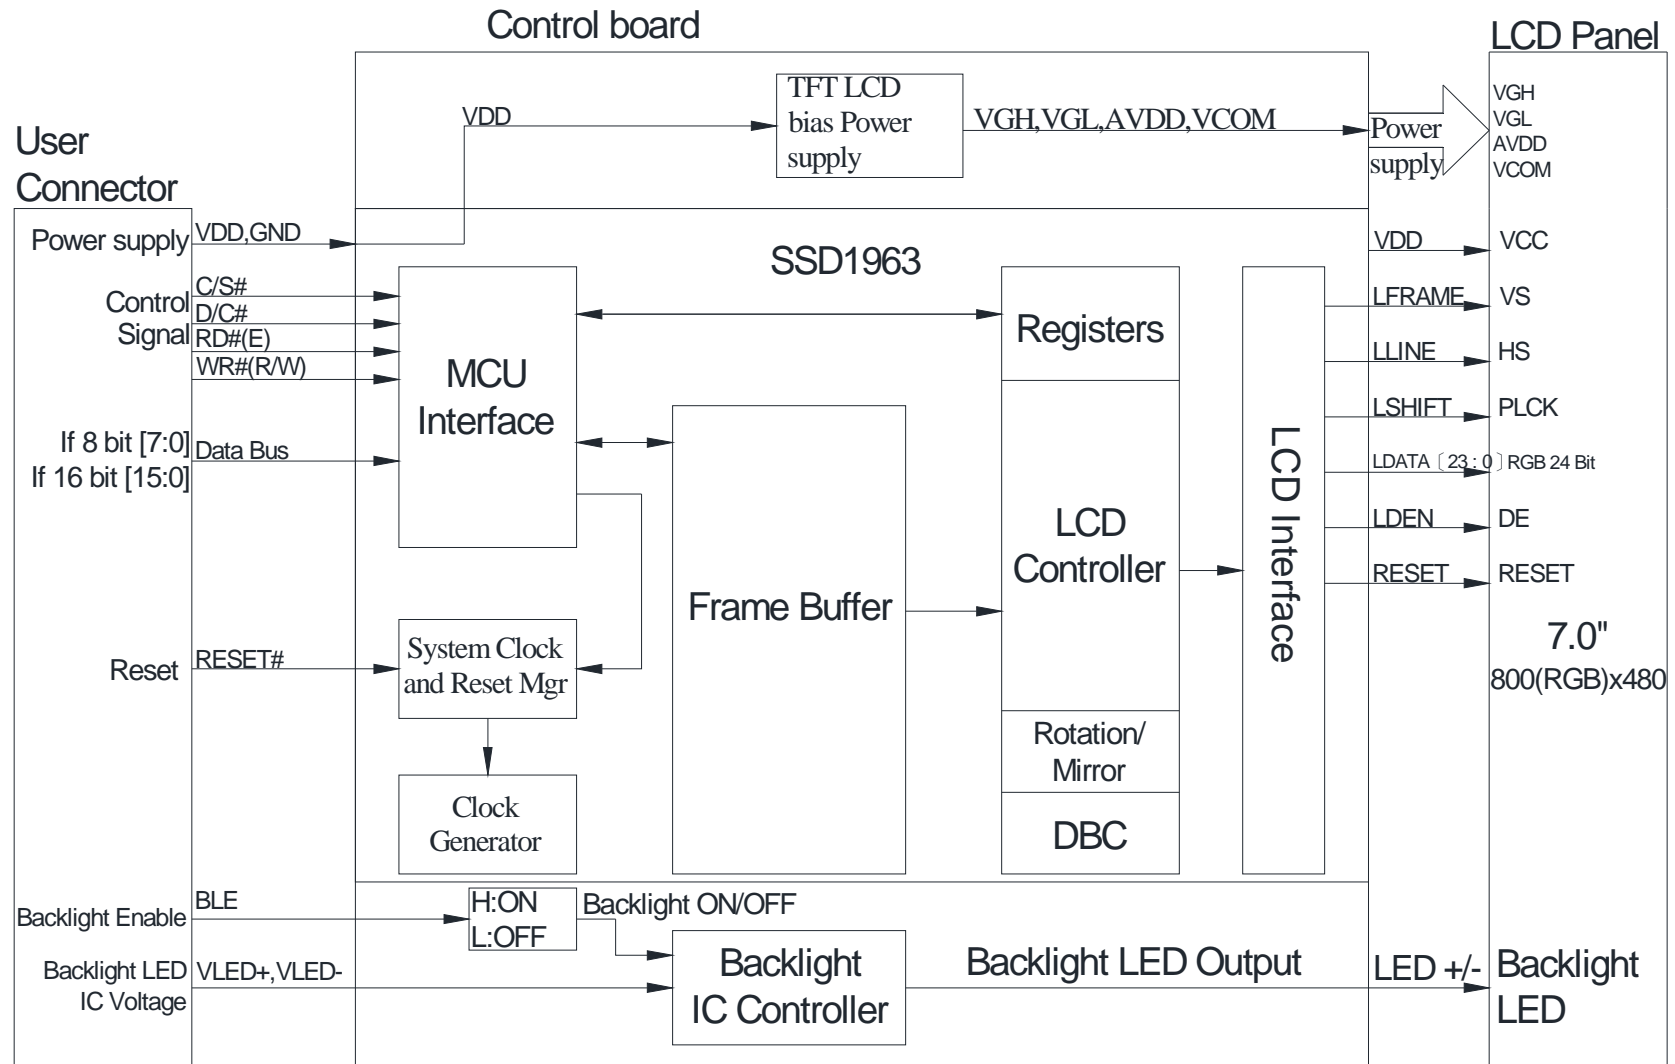 Control board
LCD Panel
User
Connector
TFT LCD
bias Power
supply
VDD
VGH,VGL,AVDD,VCOM
Power
supply
VGH
VGL
AVDD
VCOM
Power supply
VDD,GND
SSD1963
VDD
VCC
Control
Signal
C/S#
D/C#
RD#(E)
WR#(R/W)
MCU
Interface
Registers
LFRAME
VS
LLINE
HS
LSHIFT
PLCK
If 8 bit [7:0]
If 16 bit [15:0]
Data Bus
LCD Interface
LDATA〔23:0〕RGB 24 Bit
LCD
Controller
LDEN
DE
RESET
RESET
Frame Buffer
7.0"
800(RGB)x480
Reset
RESET#
System Clock
and Reset Mgr
Rotation/
Mirror
Clock
Generator
DBC
Backlight Enable
BLE
H:ON
L:OFF
Backlight ON/OFF
Backlight LED
IC Voltage
VLED+,VLED-
Backlight
IC Controller
Backlight LED Output
LED +/-
Backlight
LED